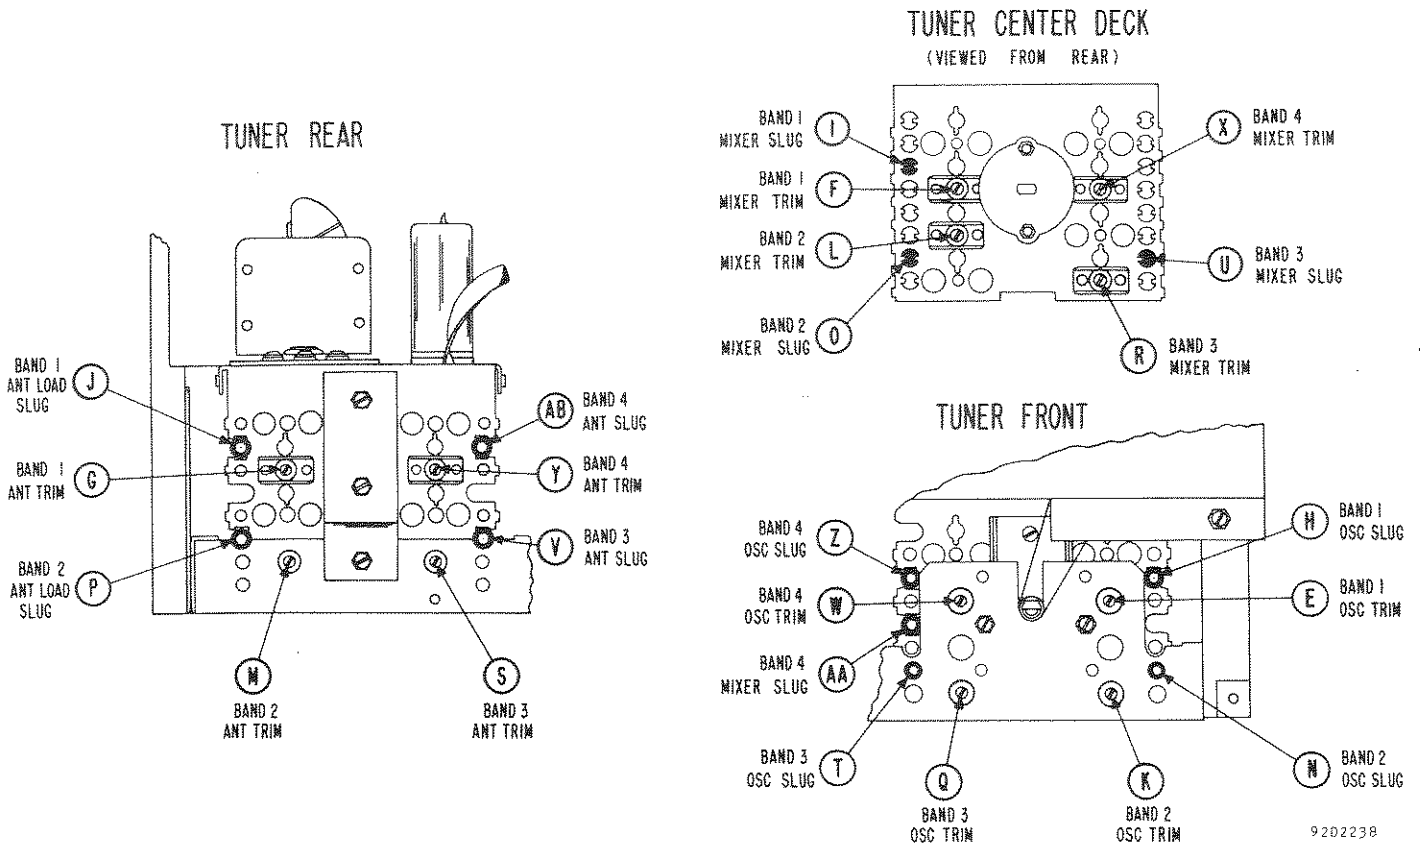 TUNER REAR
BAND 1
ANT LOAD
SLUG
J
BAND 1
ANT TRIM
G
BAND 2
ANT LOAD
SLUG
P
AB
BAND 4
ANT SLUG
Y
BAND 4
ANT TRIM
V
BAND 3
ANT SLUG
M
BAND 2
ANT TRIM
S
BAND 3
ANT TRIM
TUNER CENTER DECK
(VIEWED FROM REAR)
BAND 1
MIXER SLUG
I
BAND 1
MIXER TRIM
F
BAND 2
MIXER TRIM
L
BAND 2
MIXER SLUG
O
X
BAND 4
MIXER TRIM
U
BAND 3
MIXER SLUG
R
BAND 3
MIXER TRIM
TUNER FRONT
BAND 4
OSC SLUG
Z
BAND 4
OSC TRIM
W
BAND 4
MIXER SLUG
AA
BAND 3
OSC SLUG
T
H
BAND 1
OSC SLUG
E
BAND 1
OSC TRIM
N
BAND 2
OSC SLUG
Q
BAND 3
OSC TRIM
K
BAND 2
OSC TRIM
92D2238